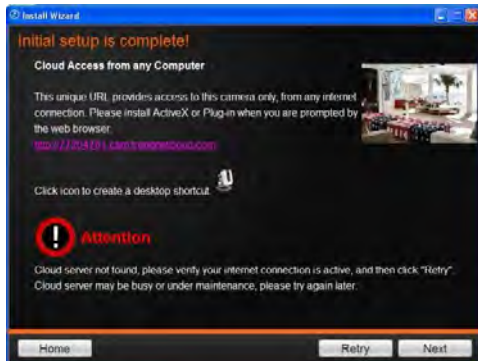 Install Wizard
Initial setup is complete!
Cloud Access from any Computer
This unique URL provides access to this camera only, from any internet
connection. Please install ActiveX or Plug-in when you are prompted by
the web browser.
Click icon to create a desktop shortcut
Attention
Cloud server not found, please verify your internet connection is active, and then click "Retry".
Cloud server may be busy or under maintenance, please try again later.
Home
Retry
Next